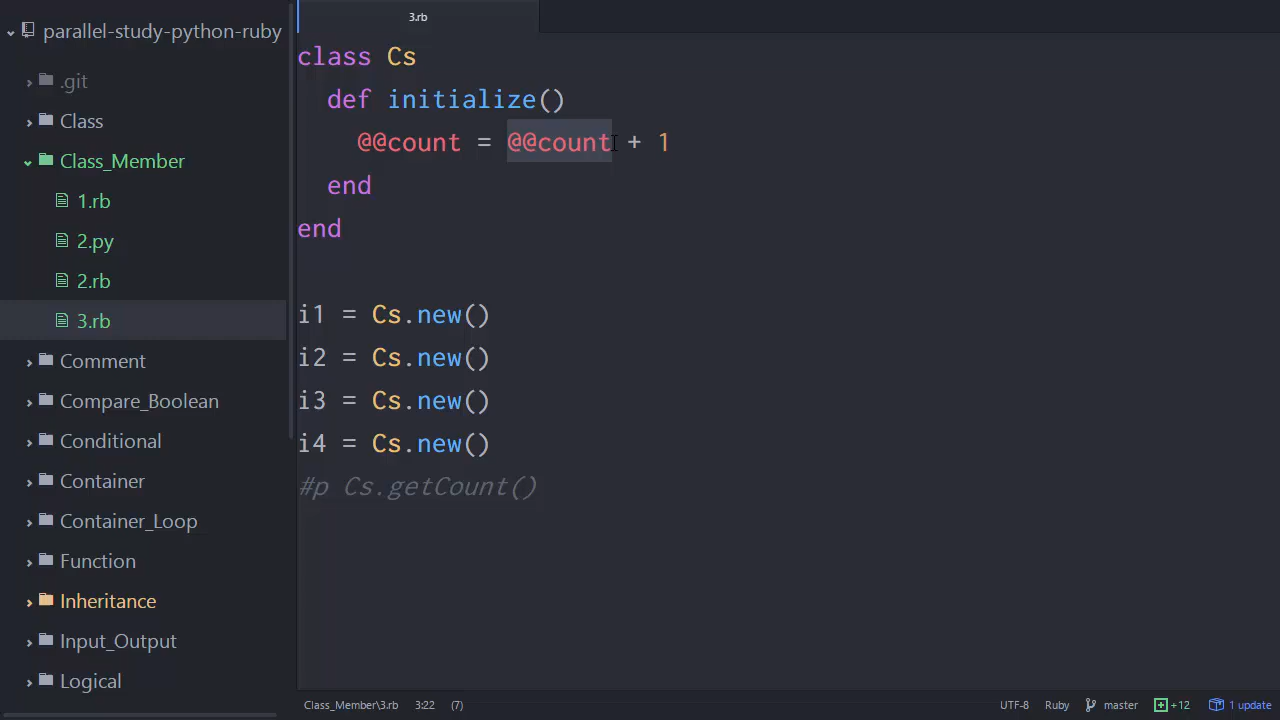 parallel-study-python-ruby
.git
Class
Class_Member
1.rb
2.py
2.rb
3.rb
Comment
Compare_Boolean
Conditional
Container
Container_Loop
Function
Inheritance
Input_Output
Logical
3.rb
class Cs
  def initialize()
    @@count = @@count + 1
  end
end
i1 = Cs.new()
i2 = Cs.new()
i3 = Cs.new()
i4 = Cs.new()
#p Cs.getCount()
Class_Member\3.rb 3:22 (7) UTF-8 Ruby master +12 1 update